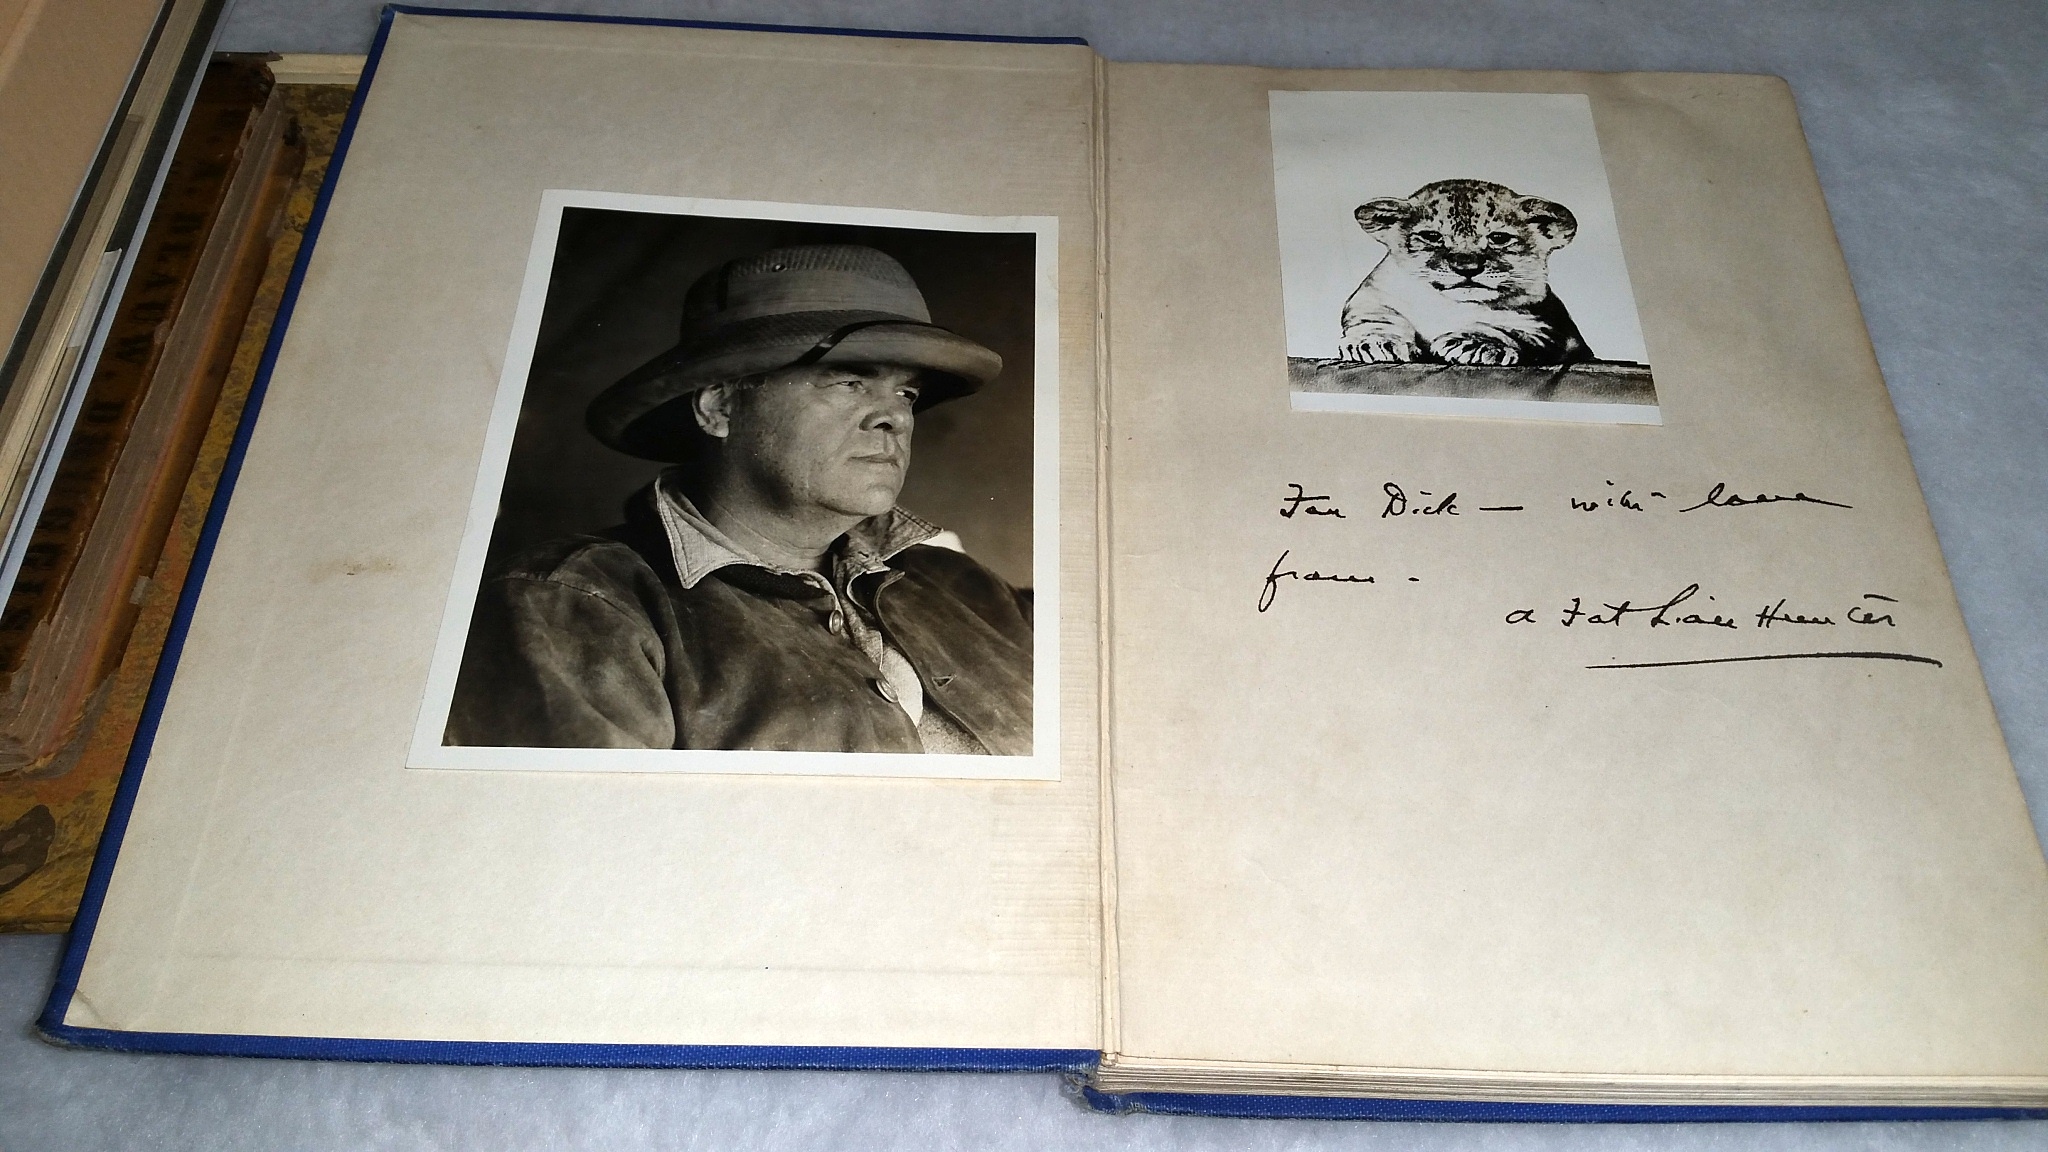 For Dick — with love
from -
a Fat Lion Hunter